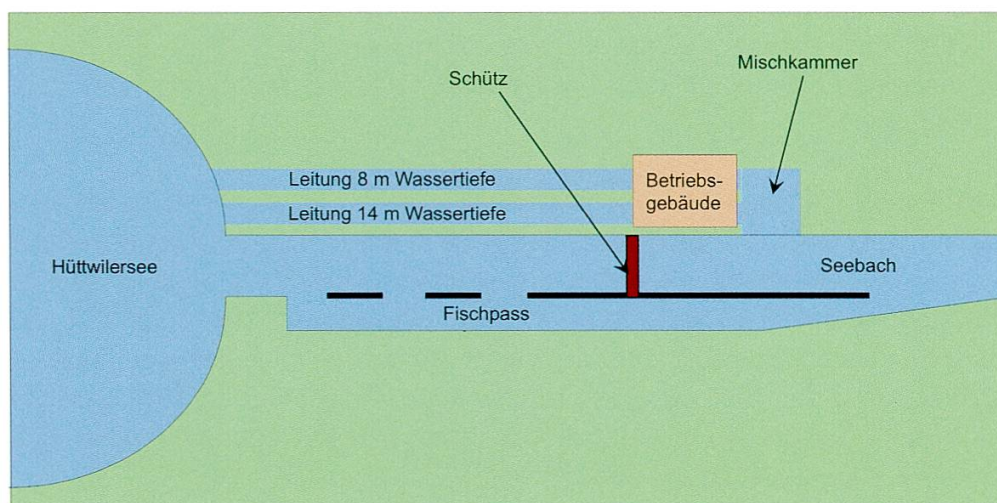 Mischkammer
Schütz
Leitung 8 m Wassertiefe
Betriebs-
gebäude
Leitung 14 m Wassertiefe
Hüttwilersee
Seebach
Fischpass